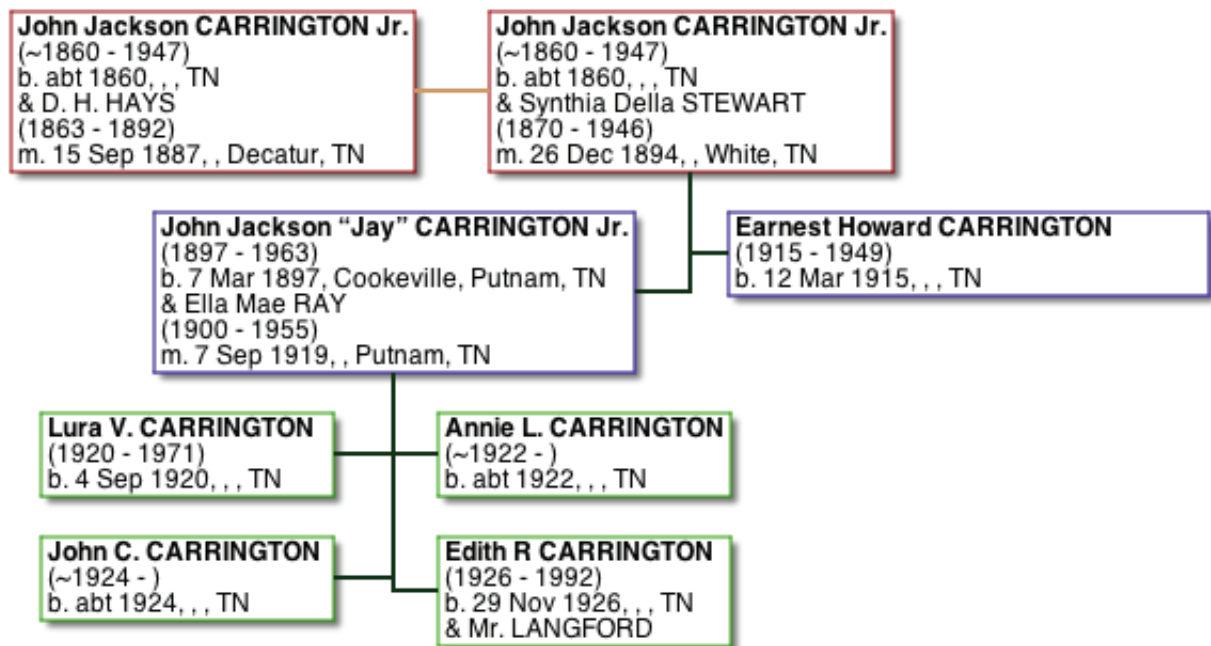 John Jackson CARRINGTON Jr.
(~1860 - 1947)
b. abt 1860, , , TN
& D. H. HAYS
(1863 - 1892)
m. 15 Sep 1887, , Decatur, TN
John Jackson CARRINGTON Jr.
(~1860 - 1947)
b. abt 1860, , , TN
& Synthia Della STEWART
(1870 - 1946)
m. 26 Dec 1894, , White, TN
John Jackson “Jay” CARRINGTON Jr.
(1897 - 1963)
b. 7 Mar 1897, Cookeville, Putnam, TN
& Ella Mae RAY
(1900 - 1955)
m. 7 Sep 1919, , Putnam, TN
Earnest Howard CARRINGTON
(1915 - 1949)
b. 12 Mar 1915, , , TN
Lura V. CARRINGTON
(1920 - 1971)
b. 4 Sep 1920, , , TN
Annie L. CARRINGTON
(~1922 - )
b. abt 1922, , , TN
John C. CARRINGTON
(~1924 - )
b. abt 1924, , , TN
Edith R CARRINGTON
(1926 - 1992)
b. 29 Nov 1926, , , TN
& Mr. LANGFORD